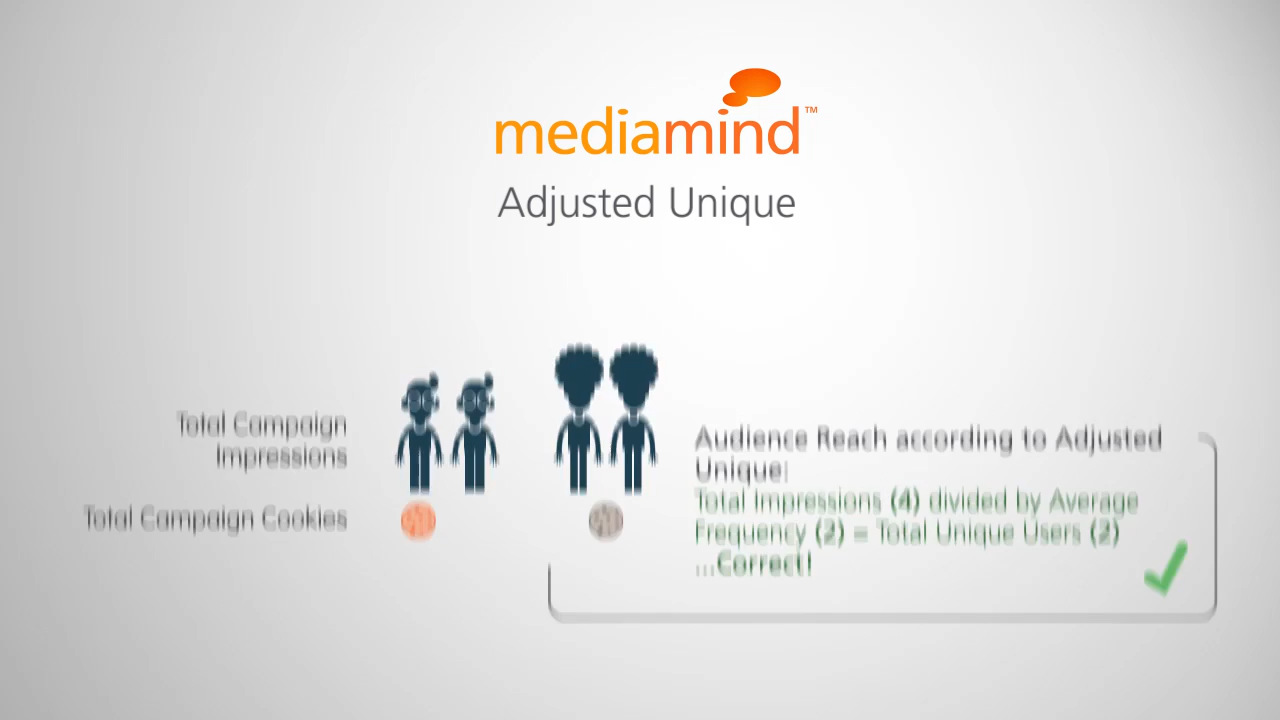 mediamind™
Adjusted Unique
Total Campaign
Impressions
Total Campaign Cookies
Audience Reach according to Adjusted
Unique:
Total Impressions (4) divided by Average
Frequency (2) = Total Unique Users (2)
...Correct!